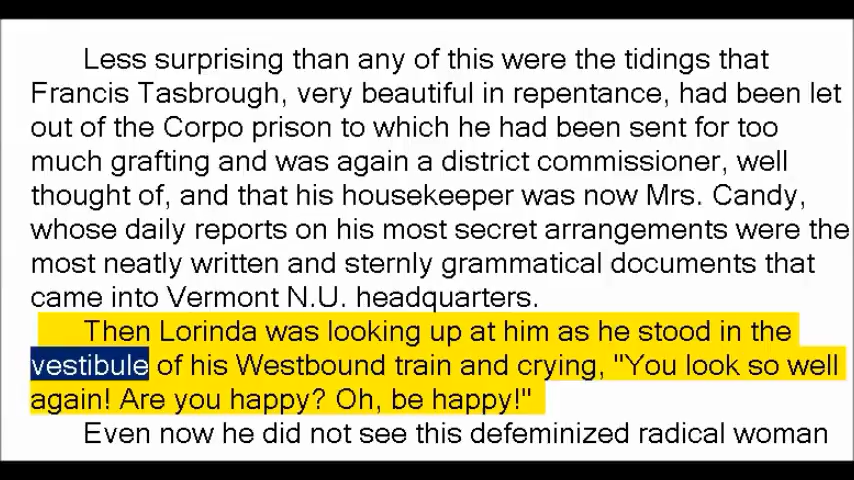 Less surprising than any of this were the tidings that
Francis Tasbrough, very beautiful in repentance, had been let
out of the Corpo prison to which he had been sent for too
much grafting and was again a district commissioner, well
thought of, and that his housekeeper was now Mrs. Candy,
whose daily reports on his most secret arrangements were the
most neatly written and sternly grammatical documents that
came into Vermont N.U. headquarters.
Then Lorinda was looking up at him as he stood in the
vestibule of his Westbound train and crying, "You look so well
again! Are you happy? Oh, be happy!"
Even now he did not see this defeminized radical woman